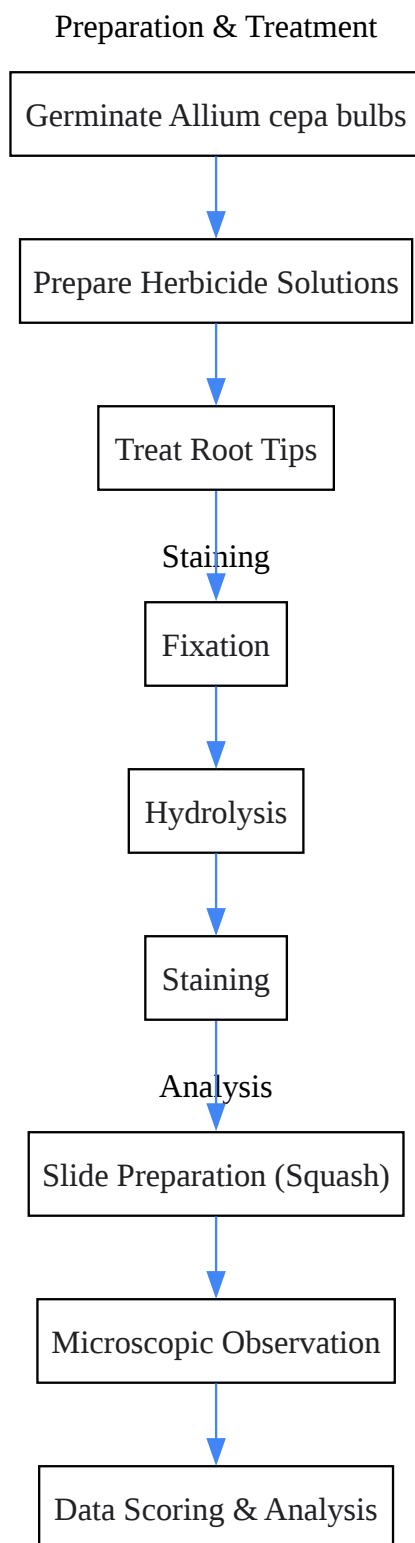 Preparation & Treatment
Germinate Allium cepa bulbs
Prepare Herbicide Solutions
Treat Root Tips
Staining
Fixation
Hydrolysis
Staining
Analysis
Slide Preparation (Squash)
Microscopic Observation
Data Scoring & Analysis